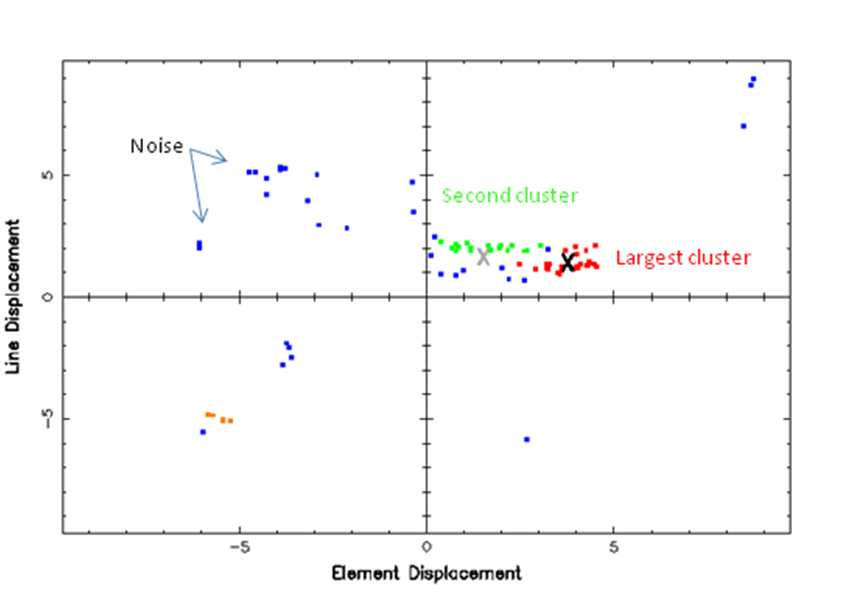 Noise
5
Second cluster
X
X
Largest cluster
0
-5
-5
0
5
Line Displacement
Element Displacement